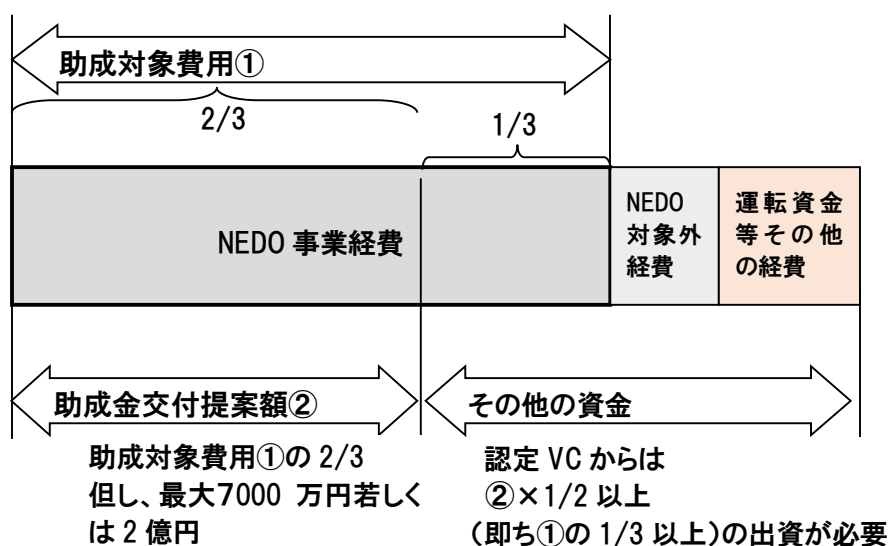 助成対象費用①
2/3
1/3
NEDO 事業経費
NEDO
対象外
経費
運転資金
等その他
の経費
助成金交付提案額②
その他の資金
助成対象費用①の 2/3
但し、最大7000 万円若しく
は 2 億円
認定 VC からは
②×1/2 以上
（即ち①の 1/3 以上）の出資が必要